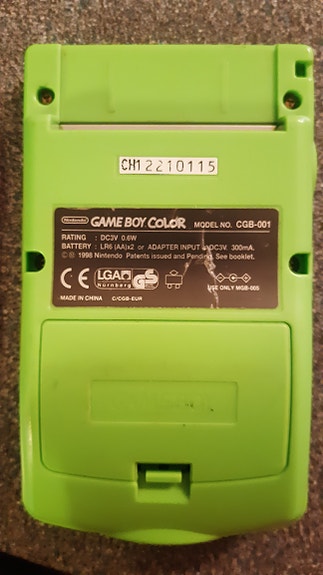 CH12210115
Nintendo GAME BOY COLOR MODEL NO. CGB-001
RATING : DC3V 0.6W
BATTERY : LR6 (AA)x2 or ADAPTER INPUT DC3V 300mA.
©® 1998 Nintendo Patents issued and Pending. See booklet.
CE LGA Nürnberg GS
USE ONLY MGB-005
MADE IN CHINA C/CGB-EUR